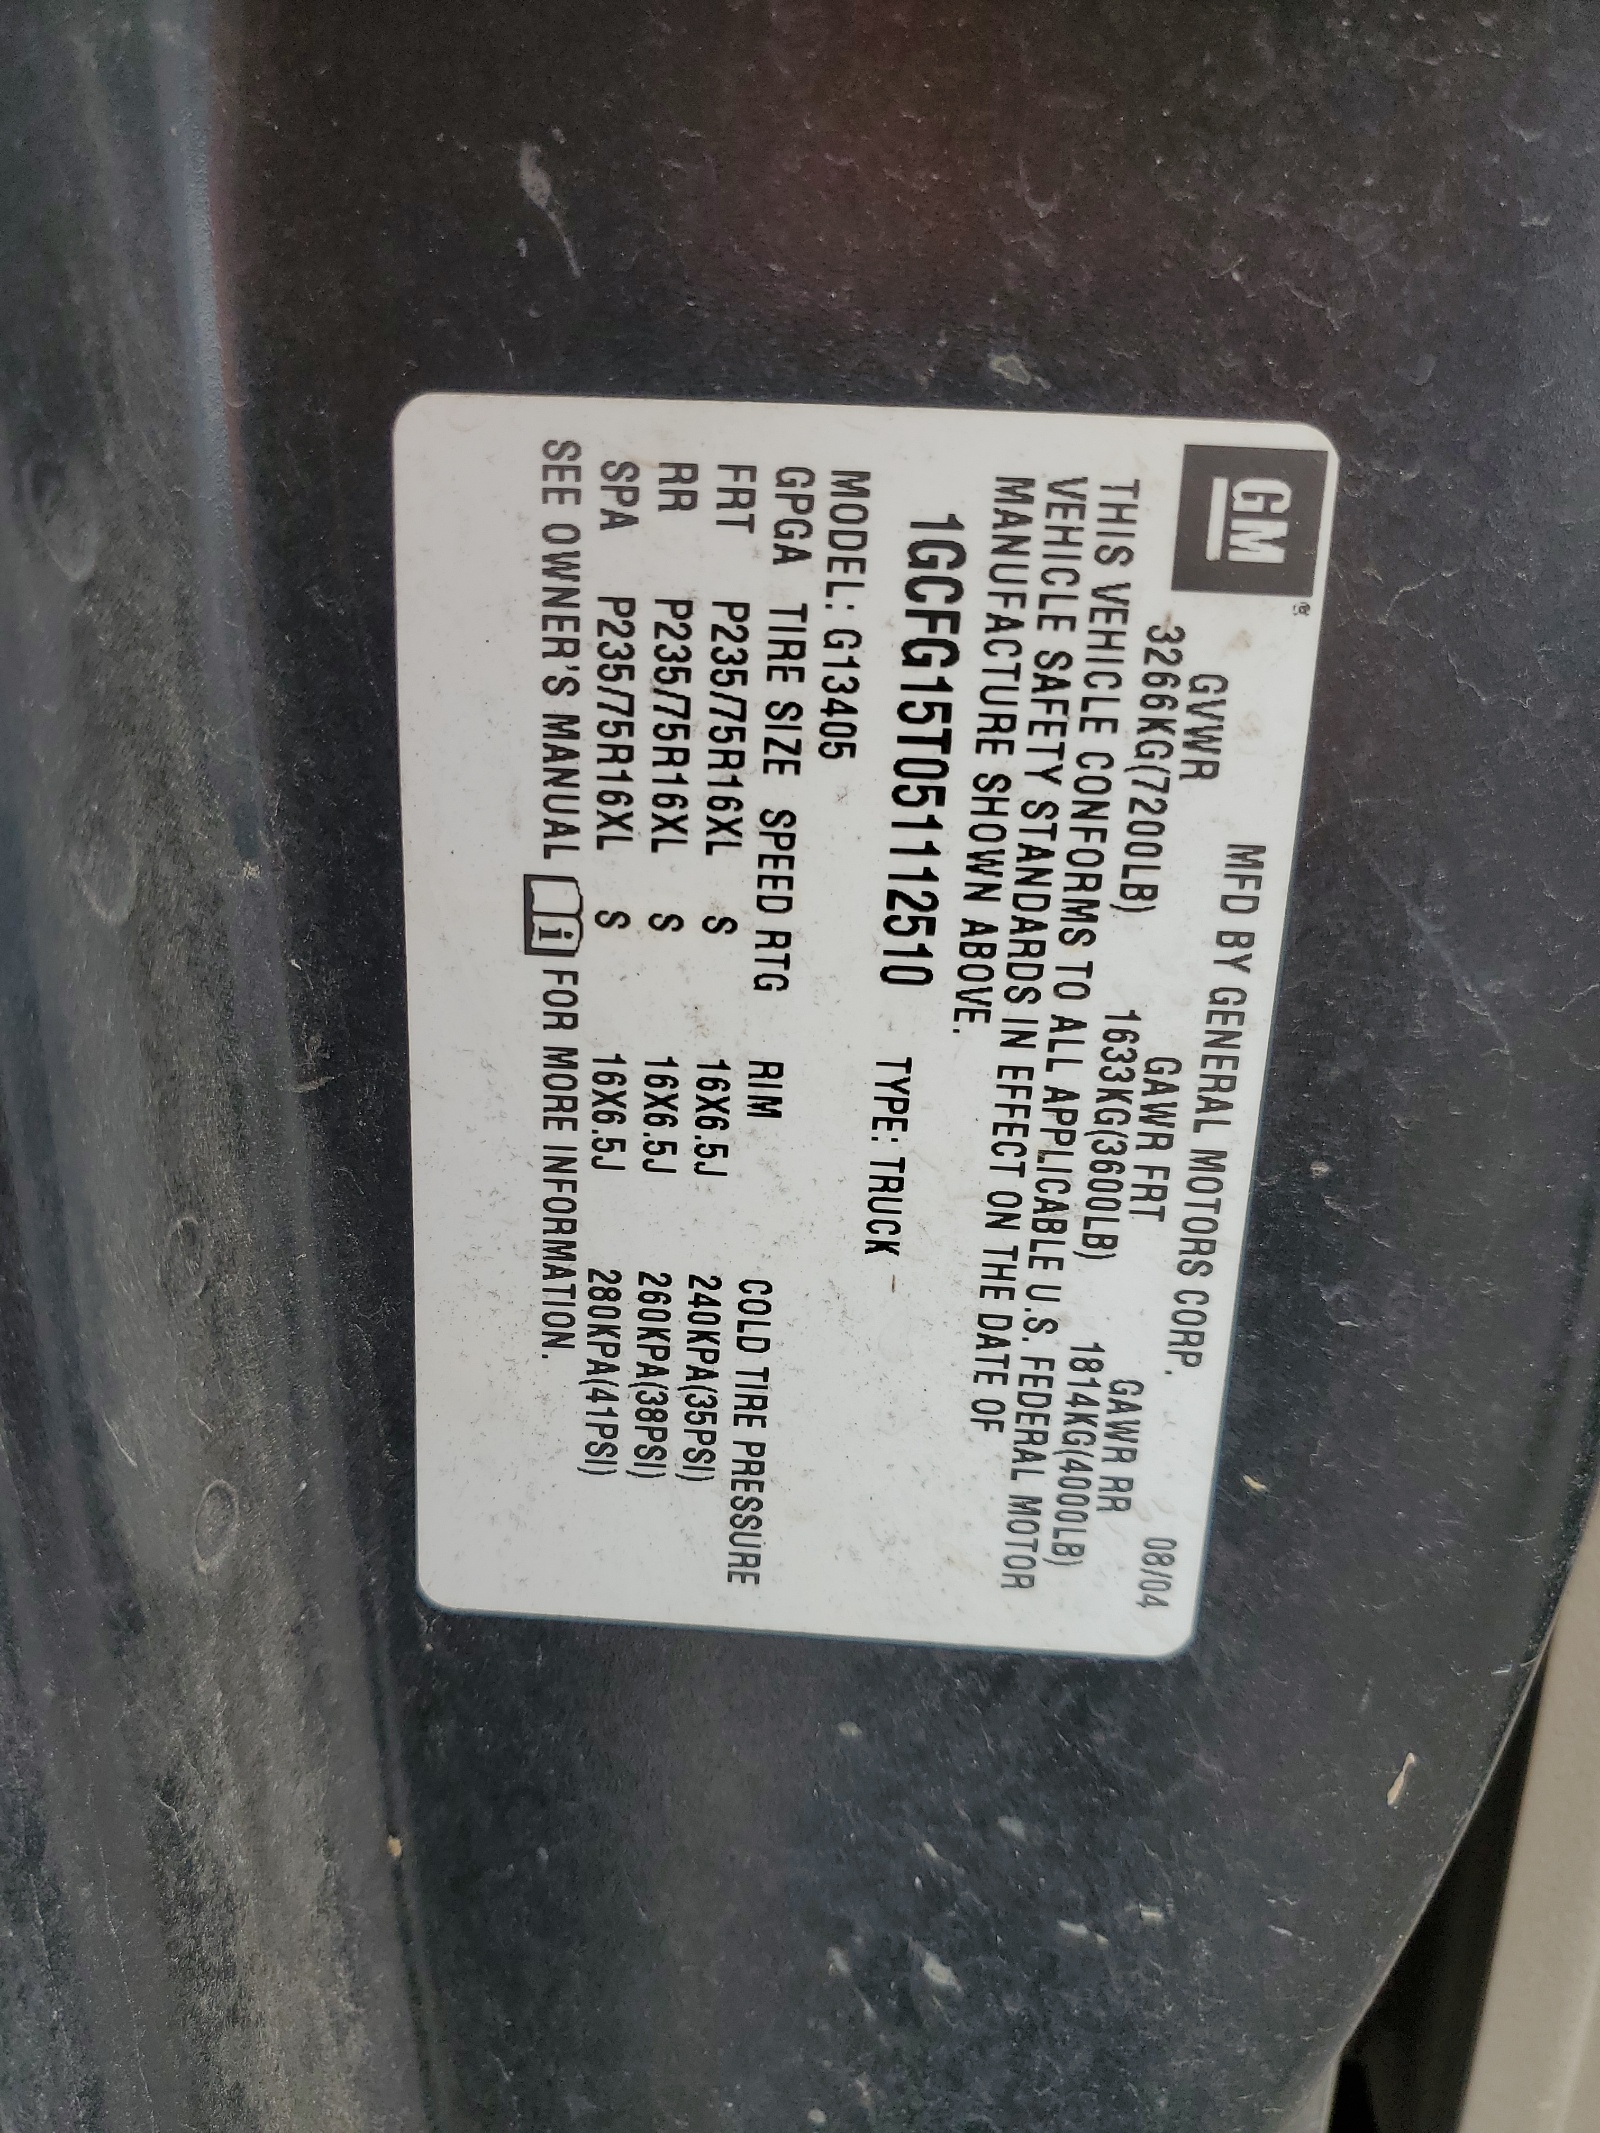 GM®
MFD BY GENERAL MOTORS CORP. 08/04
GVWR GAWR FRT GAWR RR
3266KG(7200LB) 1633KG(3600LB) 1814KG(4000LB)
THIS VEHICLE CONFORMS TO ALL APPLICABLE U.S. FEDERAL MOTOR
VEHICLE SAFETY STANDARDS IN EFFECT ON THE DATE OF
MANUFACTURE SHOWN ABOVE.
1GCFG15T051112510 TYPE: TRUCK
MODEL: G13405
GPGA TIRE SIZE SPEED RTG RIM COLD TIRE PRESSURE
FRT P235/75R16XL S 16X6.5J 240KPA(35PSI)
RR P235/75R16XL S 16X6.5J 260KPA(38PSI)
SPA P235/75R16XL S 16X6.5J 280KPA(41PSI)
SEE OWNER'S MANUAL i FOR MORE INFORMATION.